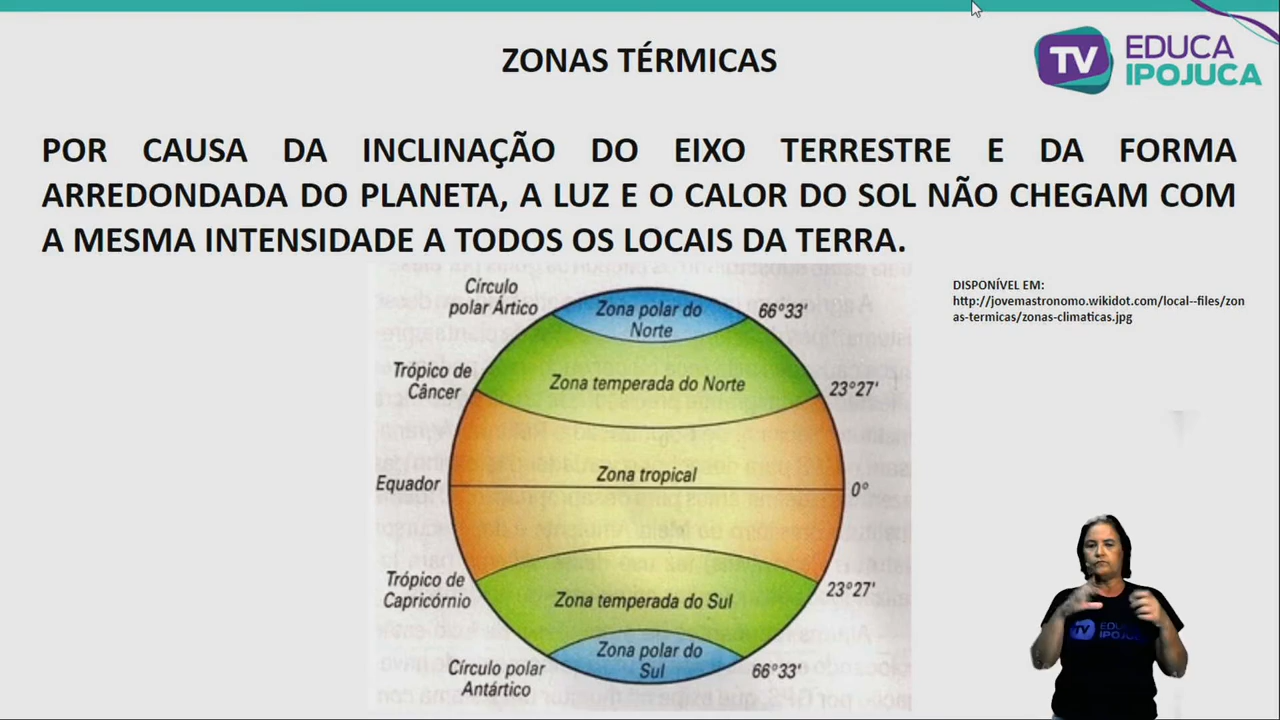 ZONAS TÉRMICAS
TV EDUCA
IPOJUCA
POR CAUSA DA INCLINAÇÃO DO EIXO TERRESTRE E DA FORMA
ARREDONDADA DO PLANETA, A LUZ E O CALOR DO SOL NÃO CHEGAM COM
A MESMA INTENSIDADE A TODOS OS LOCAIS DA TERRA.
DISPONÍVEL EM:
http://jovemastronomo.wikidot.com/local--files/zon
as-termicas/zonas-climaticas.jpg
Círculo
polar Ártico
Zona polar do
Norte
66°33'
Trópico de
Câncer
Zona temperada do Norte
23°27'
Zona tropical
Equador
0°
Trópico de
Capricórnio
Zona temperada do Sul
23°27'
Zona polar do
Sul
Círculo polar
Antártico
66°33'
TV EDUCA
IPOJUCA